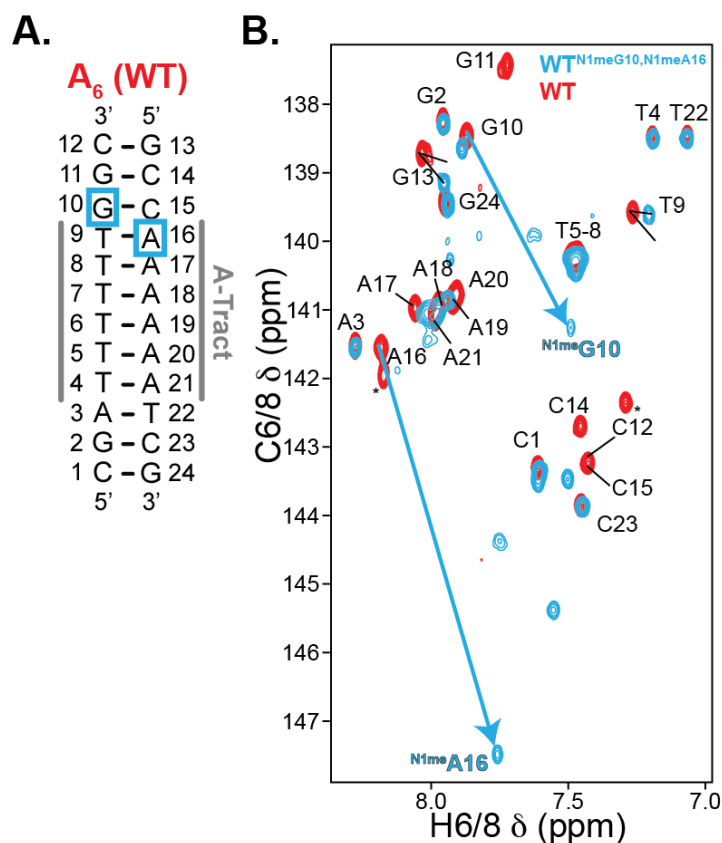 A.
A6 (WT)
3’ 5’
12 C – G 13
11 G – C 14
10 G – C 15
9 T – A 16
8 T – A 17
7 T – A 18
6 T – A 19
5 T – A 20
4 T – A 21
3 A – T 22
2 G – C 23
1 C – G 24
5’ 3’
A-Tract
B.
WT N1meG10,N1meA16
WT
G11
G2
G10
T4 T22
G13
G24
T9
T5-8
A17
A18
A20
A19
A3
A16
A21
N1meG10
*
*
C14
C12
C1
C15
C23
N1meA16
138
139
140
141
142
143
144
145
146
147
C6/8 δ (ppm)
8.0 7.5 7.0
H6/8 δ (ppm)